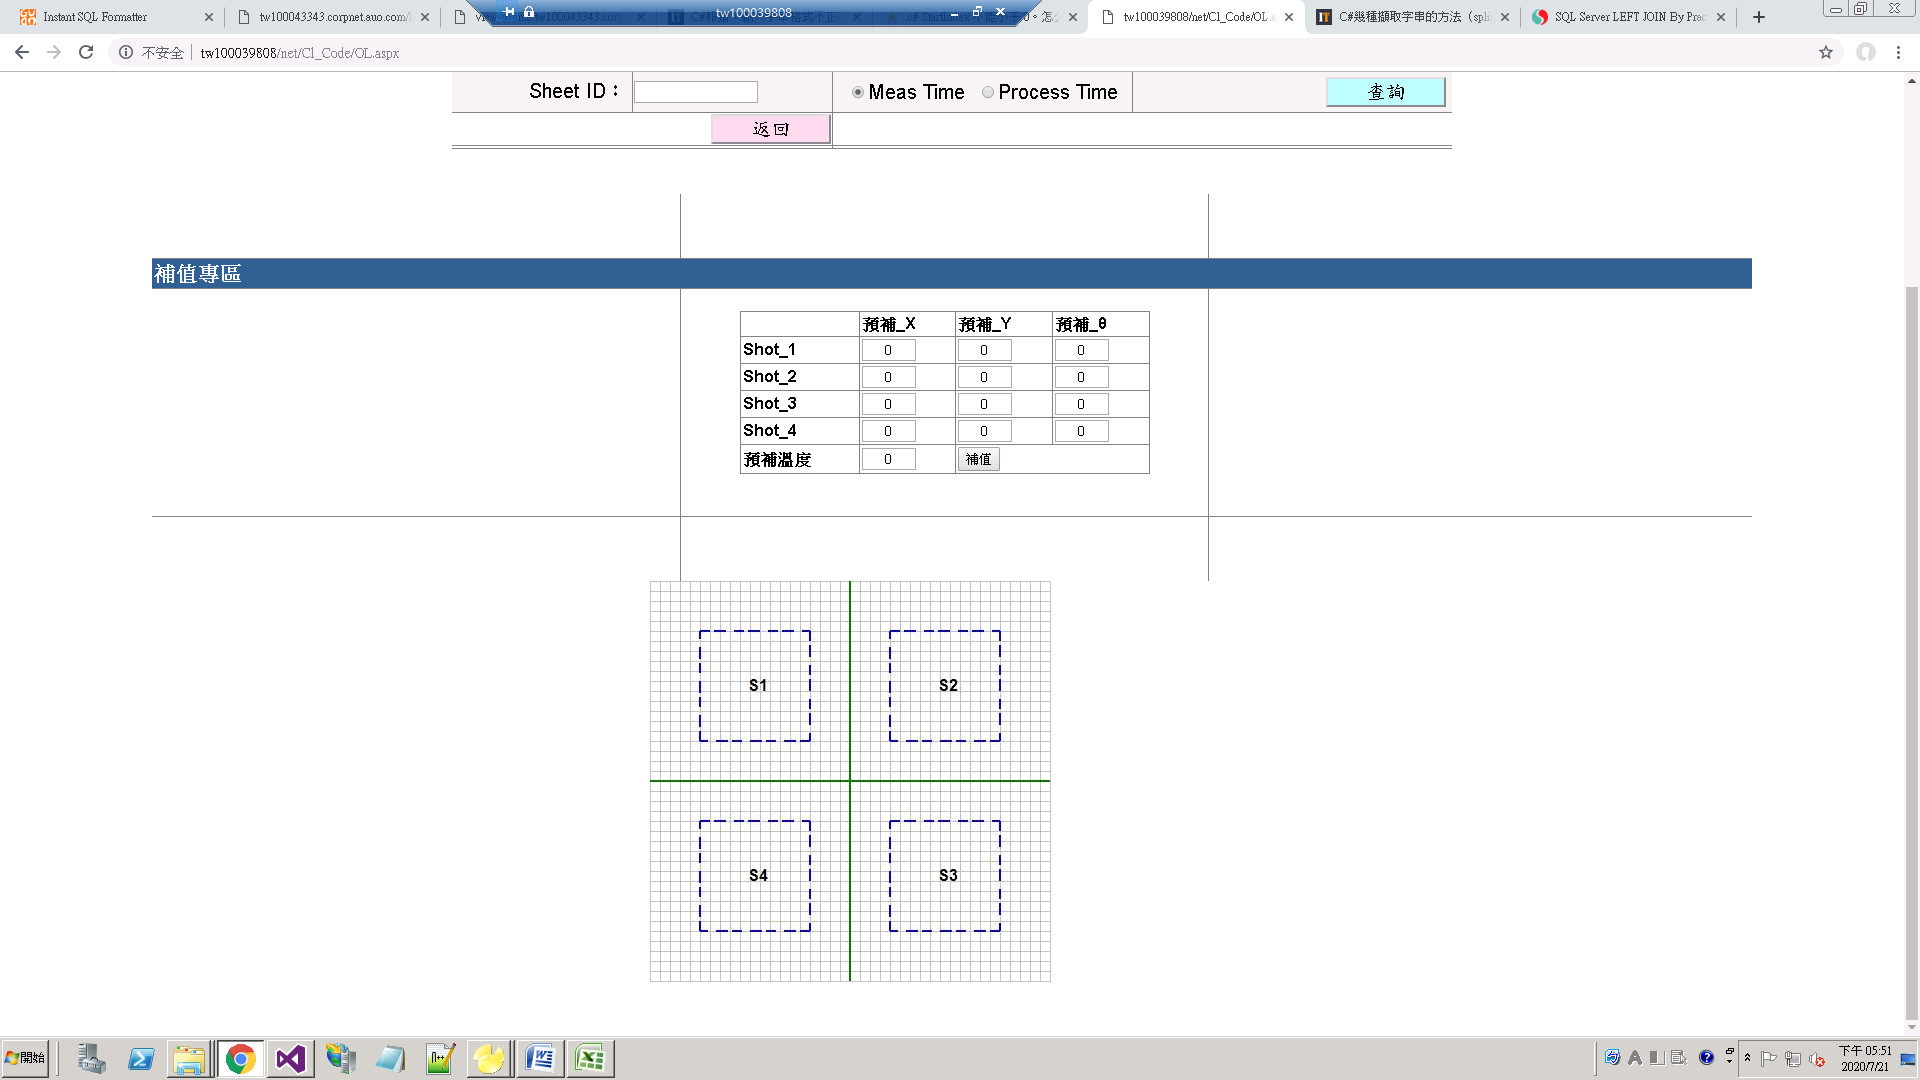 Instant SQL Formatter
tw100043343.corpnet.auo.com/
tw100039808
tw100039808/net/Cl_Code/OL.a
C#幾種擷取字串的方法（spli
SQL Server LEFT JOIN By Prac
不安全
tw100039808/net/Cl_Code/OL.aspx
Sheet ID：
Meas Time
Process Time
查詢
返回
補值專區
預補_X 預補_Y 預補_θ
Shot_1 0 0 0
Shot_2 0 0 0
Shot_3 0 0 0
Shot_4 0 0 0
預補溫度 0 補值
S1 S2
S4 S3
開始
下午 05:51
2020/7/21